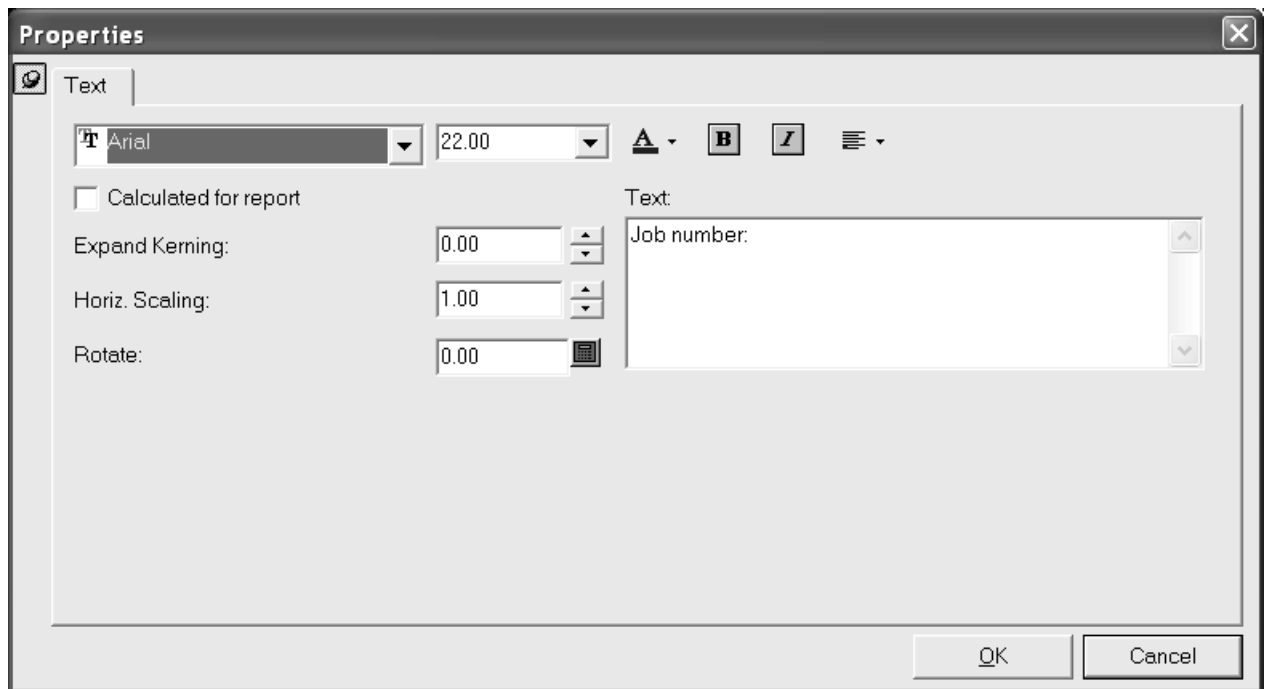 Properties
Text
Arial 22.00 A B I
Calculated for report Text:
Job number:
Expand Kerning: 0.00
Horiz. Scaling: 1.00
Rotate: 0.00
OK Cancel